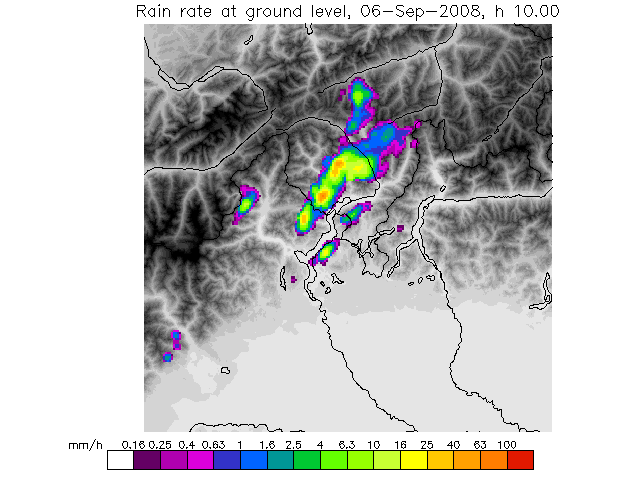 Rain rate at ground level, 06-Sep-2008, h 10.00
mm/h 0.16 0.25 0.4 0.63 1 1.6 2.5 4 6.3 10 16 25 40 63 100